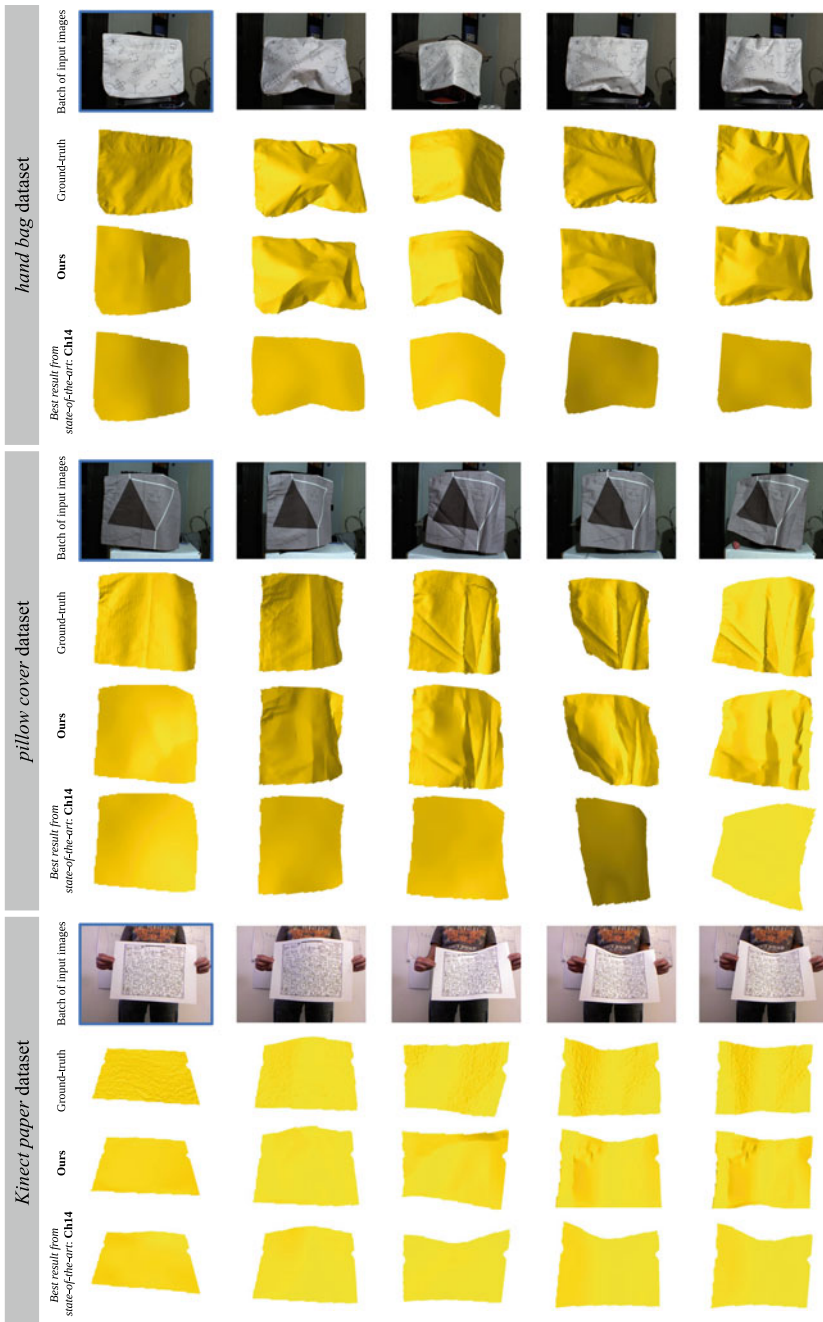 hand bag dataset
Batch of input images
Ground-truth
Ours
Best result from
state-of-the-art: Ch14
pillow cover dataset
Batch of input images
Ground-truth
Ours
Best result from
state-of-the-art: Ch14
Kinect paper dataset
Batch of input images
Ground-truth
Ours
Best result from
state-of-the-art: Ch14